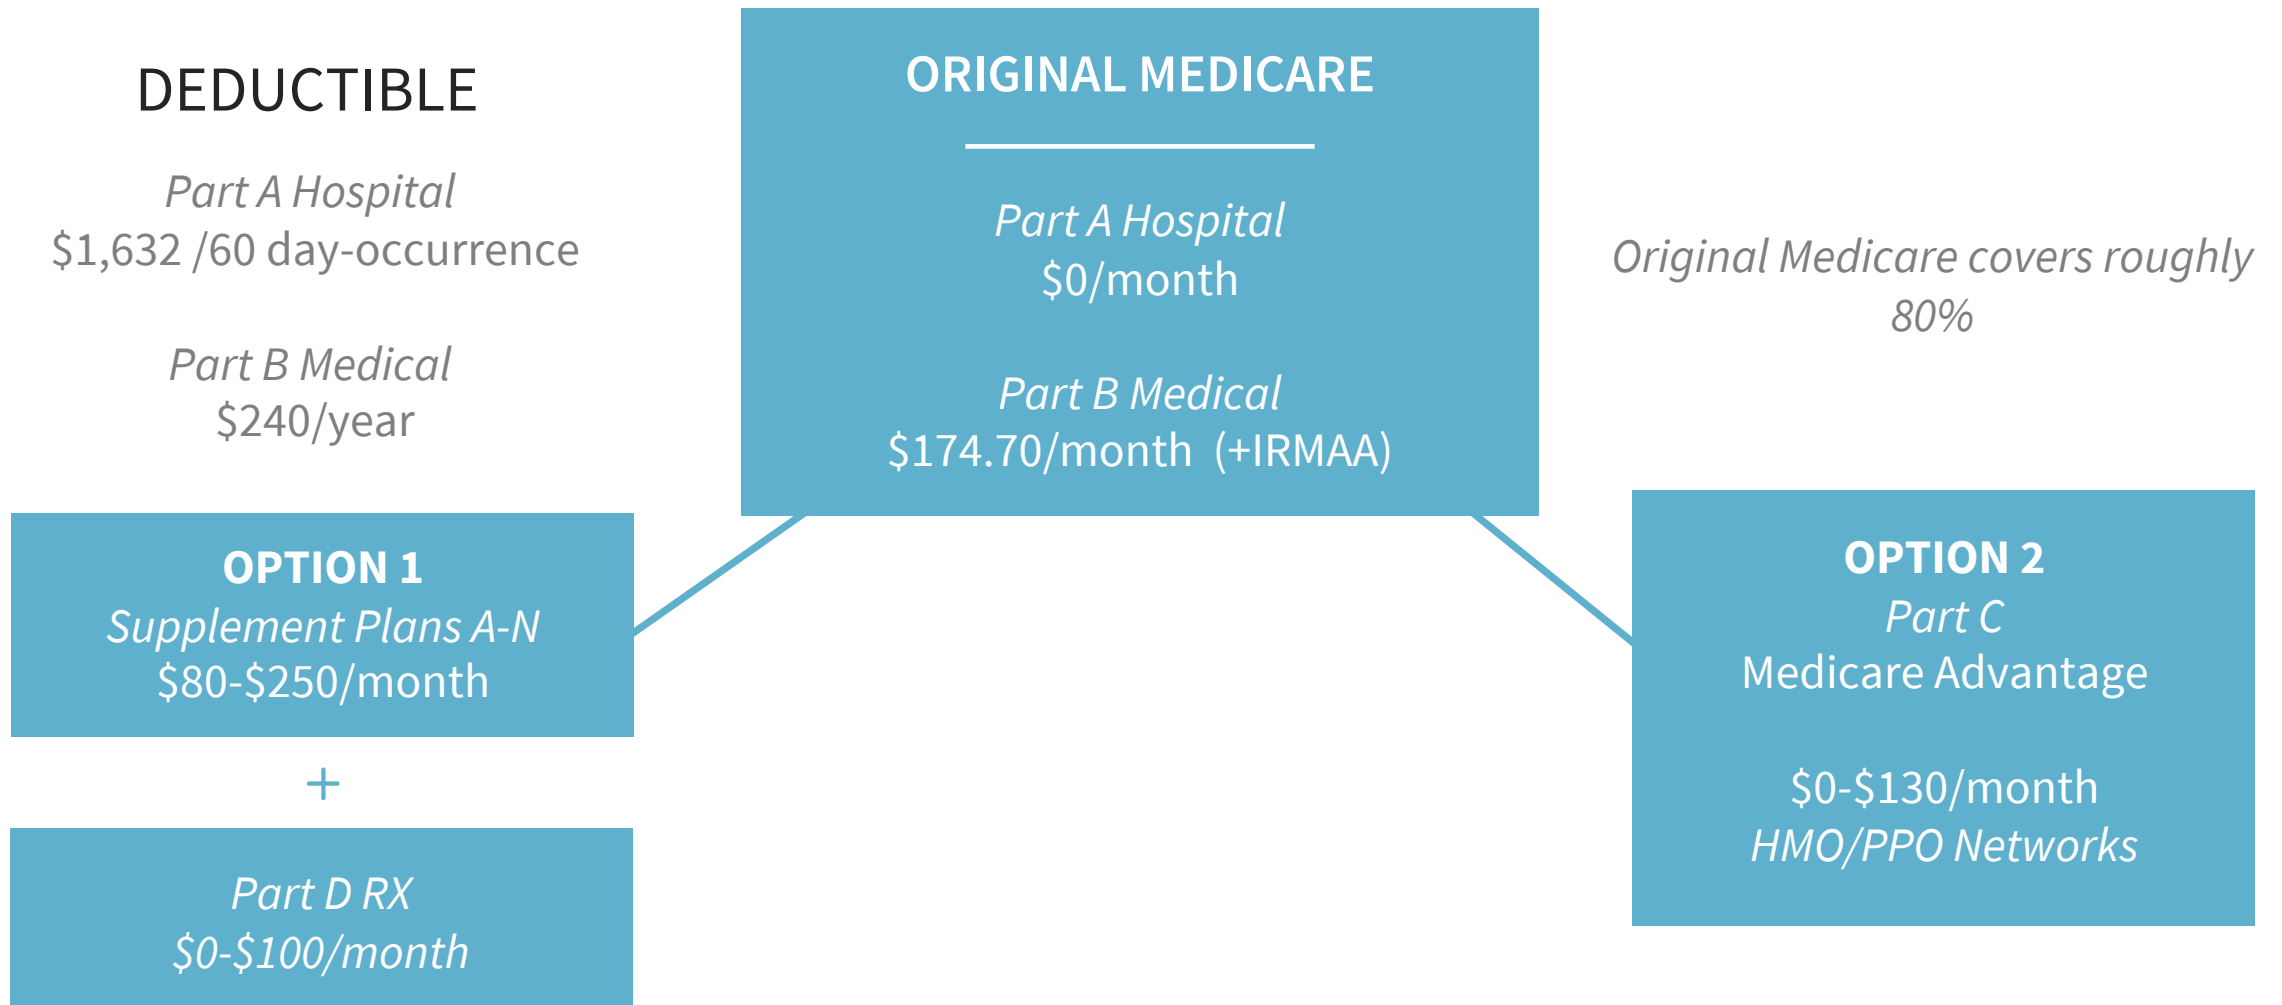 DEDUCTIBLE
Part A Hospital
$1,632 /60 day-occurrence
Part B Medical
$240/year
ORIGINAL MEDICARE
Part A Hospital
$0/month
Part B Medical
$174.70/month (+IRMAA)
Original Medicare covers roughly
80%
OPTION 1
Supplement Plans A-N
$80-$250/month
+
Part D RX
$0-$100/month
OPTION 2
Part C
Medicare Advantage
$0-$130/month
HMO/PPO Networks